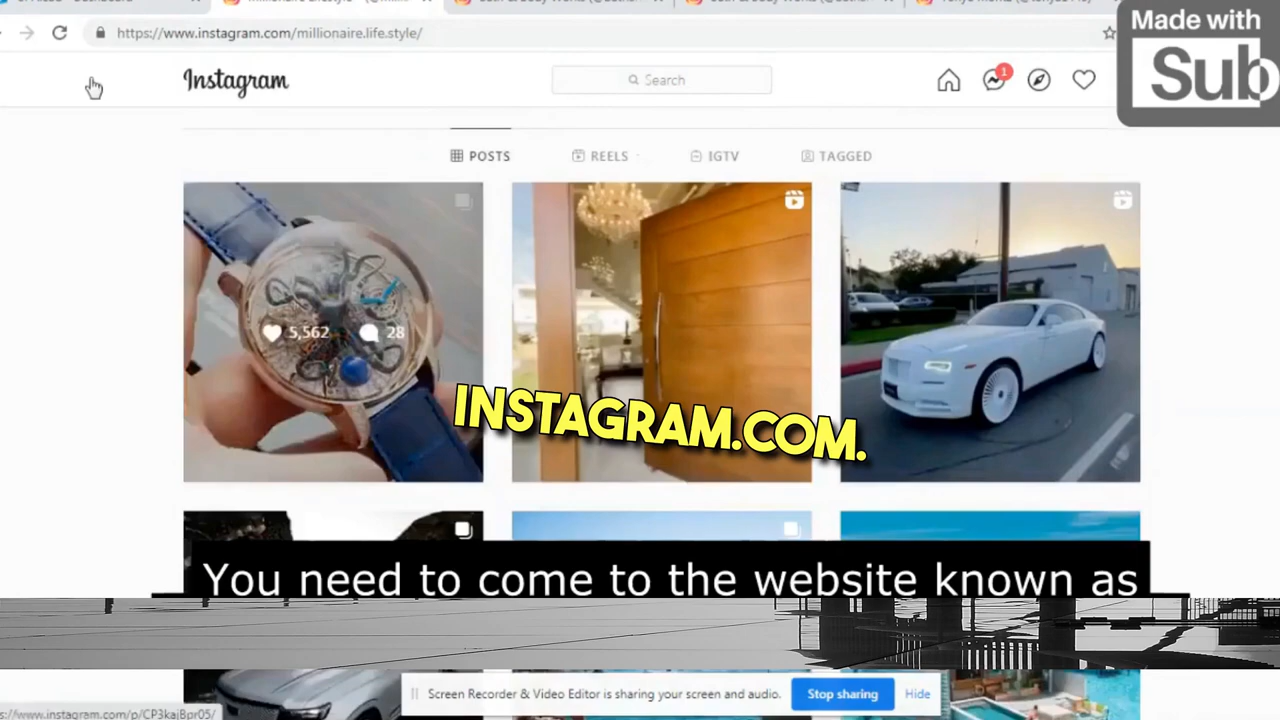 https://www.instagram.com/millionaire.life.style/
Made with
Sub
Instagram
Search
1
POSTS
REELS
IGTV
TAGGED
5,562
28
INSTAGRAM.COM.
You need to come to the website known as
Screen Recorder & Video Editor is sharing your screen and audio.
Stop sharing
Hide
s://www.instagram.com/p/CP3kajBpr05/